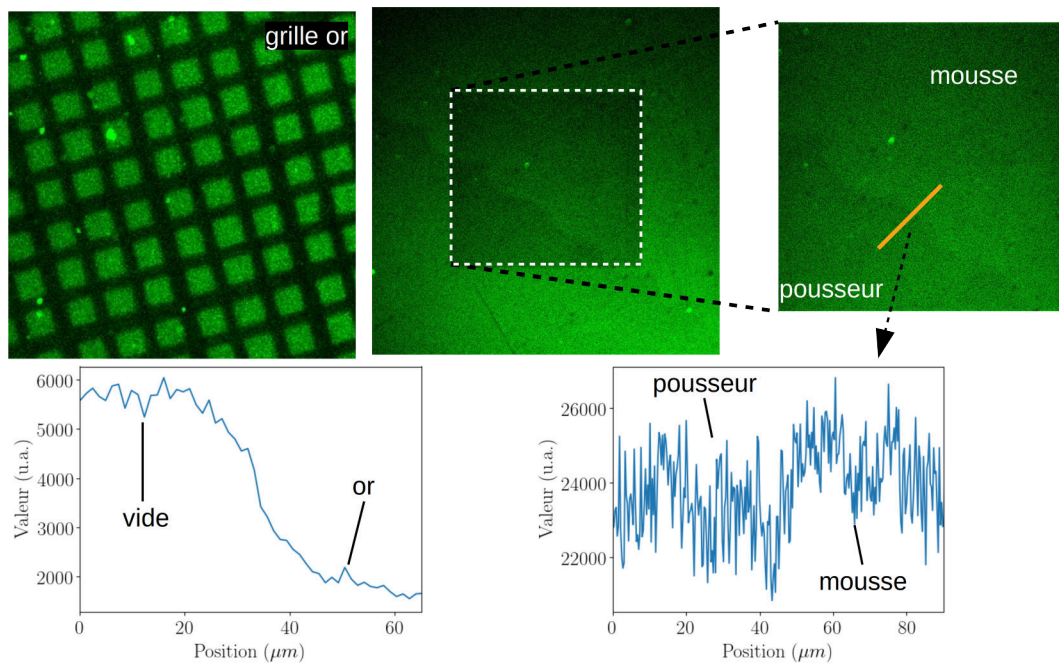 grille or
mousse
pousseur
6000
5000
4000
3000
2000
Valeur (u.a.)
vide
or
0
20
40
60
Position (μm)
26000
24000
22000
Valeur (u.a.)
pousseur
mousse
0
20
40
60
80
Position (μm)